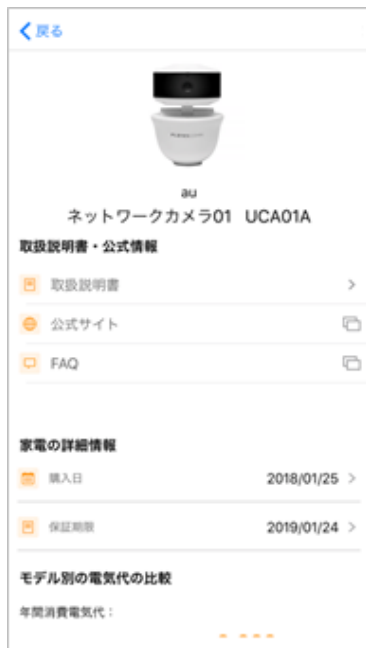 戻る
au
ネットワークカメラ01 UCA01A
取扱説明書・公式情報
取扱説明書
公式サイト
FAQ
家電の詳細情報
購入日 2018/01/25
保証期限 2019/01/24
モデル別の電気代の比較
年間消費電気代：